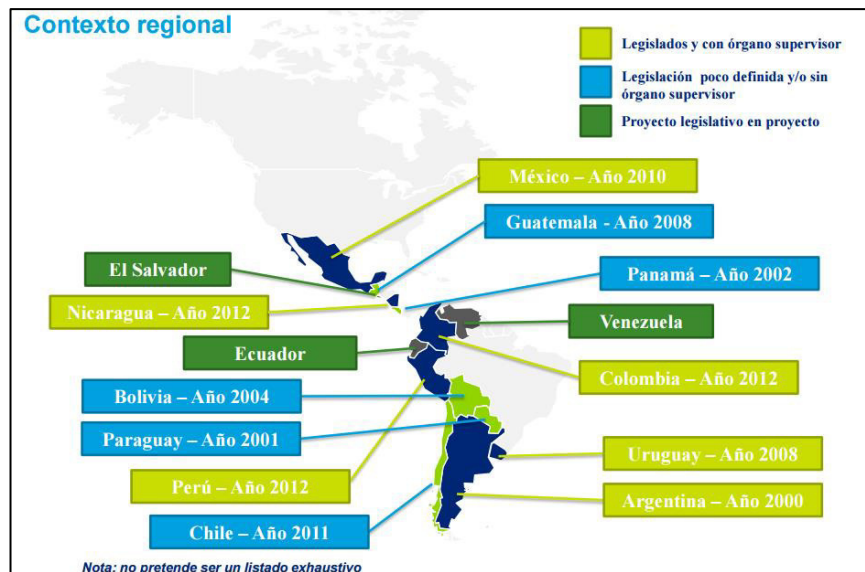 Contexto regional
Legislados y con órgano supervisor
Legislación poco definida y/o sin
órgano supervisor
Proyecto legislativo en proyecto
México – Año 2010
Guatemala - Año 2008
El Salvador
Panamá – Año 2002
Nicaragua – Año 2012
Venezuela
Ecuador
Colombia – Año 2012
Bolivia – Año 2004
Paraguay – Año 2001
Uruguay – Año 2008
Perú – Año 2012
Argentina – Año 2000
Chile – Año 2011
Nota: no pretende ser un listado exhaustivo